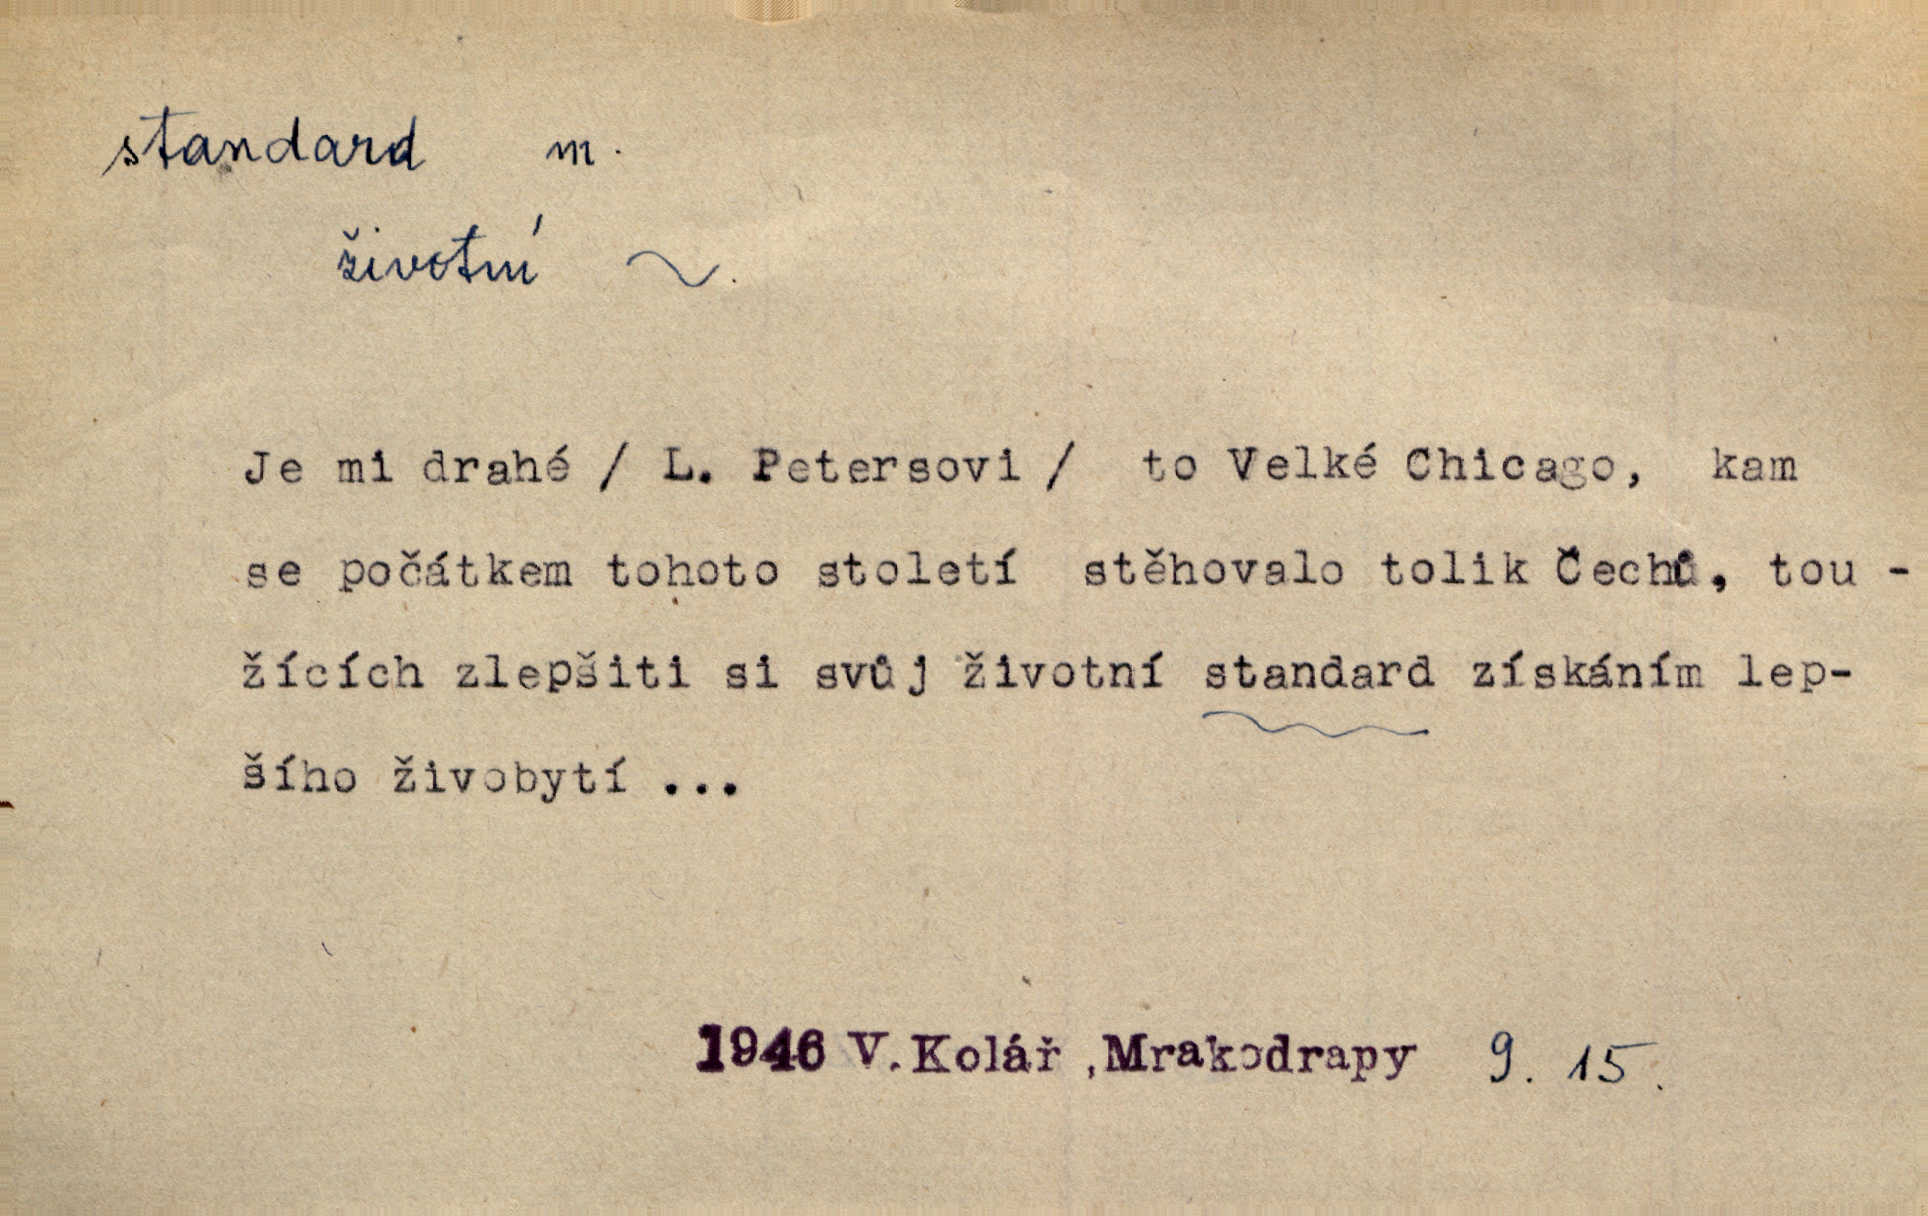 standard m.
životní ~.
Je mi drahé / L. Petersovi / to Velké Chicago, kam
se počátkem tohoto století stěhovalo tolik Čechů, tou -
žících zlepšiti si svůj životní standard získáním lep-
šího živobytí ...
1946 V. Kolář ,Mrakodrapy 9. 15.